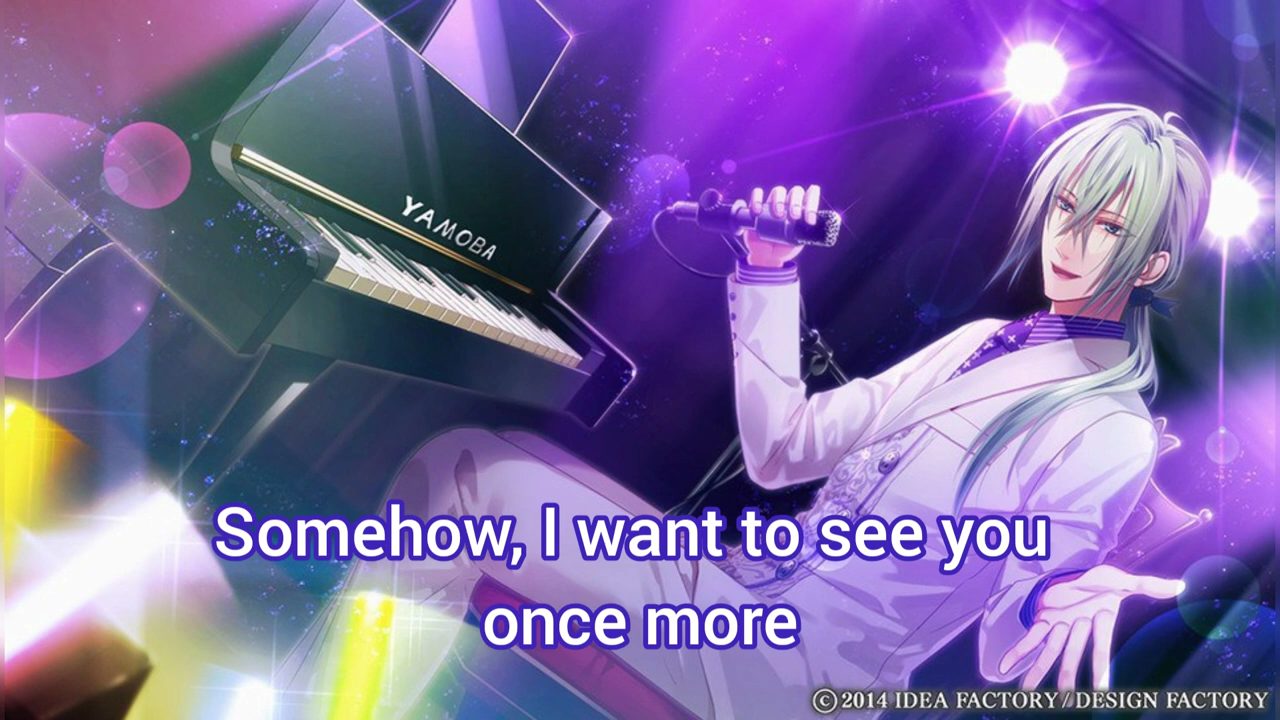 YAMOBA
Somehow, I want to see you
once more
©2014 IDEA FACTORY/DESIGN FACTORY